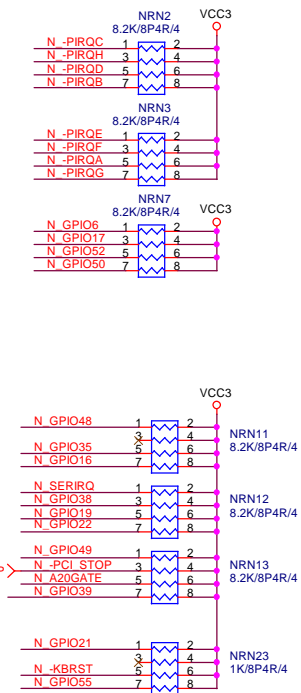 NRN2
8.2K/8P4R/4
VCC3
N_-PIRQC 1 2
N_-PIRQH 3 4
N_-PIRQD 5 6
N_-PIRQB 7 8
NRN3
8.2K/8P4R/4
N_-PIRQE 1 2
N_-PIRQF 3 4
N_-PIRQA 5 6
N_-PIRQG 7 8
NRN7
8.2K/8P4R/4
VCC3
N_GPIO6 1 2
N_GPIO17 3 4
N_GPIO52 5 6
N_GPIO50 7 8
VCC3
N_GPIO48 1 2
3 4 NRN11
N_GPIO35 5 6 8.2K/8P4R/4
N_GPIO16 7 8
N_SERIRQ 1 2
N_GPIO38 3 4 NRN12
N_GPIO19 5 6 8.2K/8P4R/4
N_GPIO22 7 8
N_GPIO49 1 2
P N_-PCI_STOP 3 4 NRN13
N_A20GATE 5 6 8.2K/8P4R/4
N_GPIO39 7 8
N_GPIO21 1 2
3 4 NRN23
N_-KBRST 5 6 1K/8P4R/4
N_GPIO55 7 8